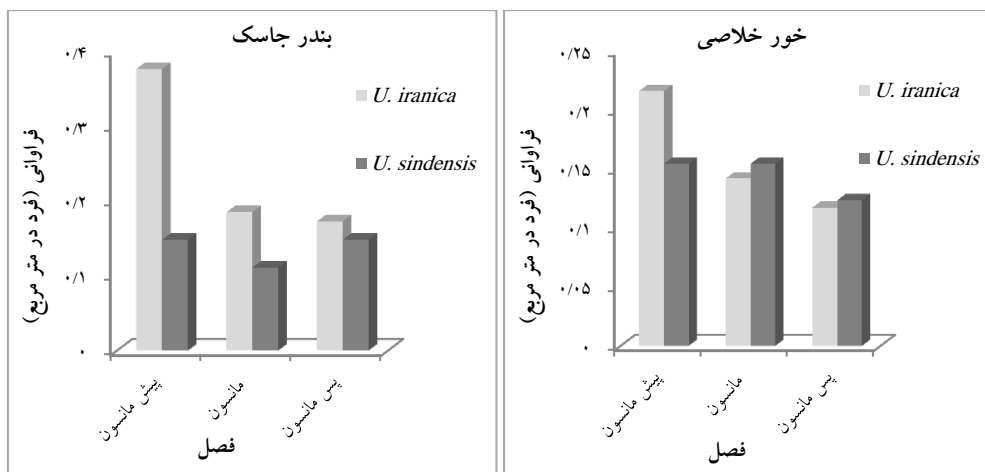 بندر جاسک
۰/۴
۰/۳
۰/۲
۰/۱
۰
فراوانی (فرد در متر مربع)
U. iranica
U. sindensis
پیش مانسون
مانسون
پس مانسون
فصل
خور خلاصی
۰/۲۵
۰/۲
۰/۱۵
۰/۱
۰/۰۵
۰
فراوانی (فرد در متر مربع)
U. iranica
U. sindensis
پیش مانسون
مانسون
پس مانسون
فصل